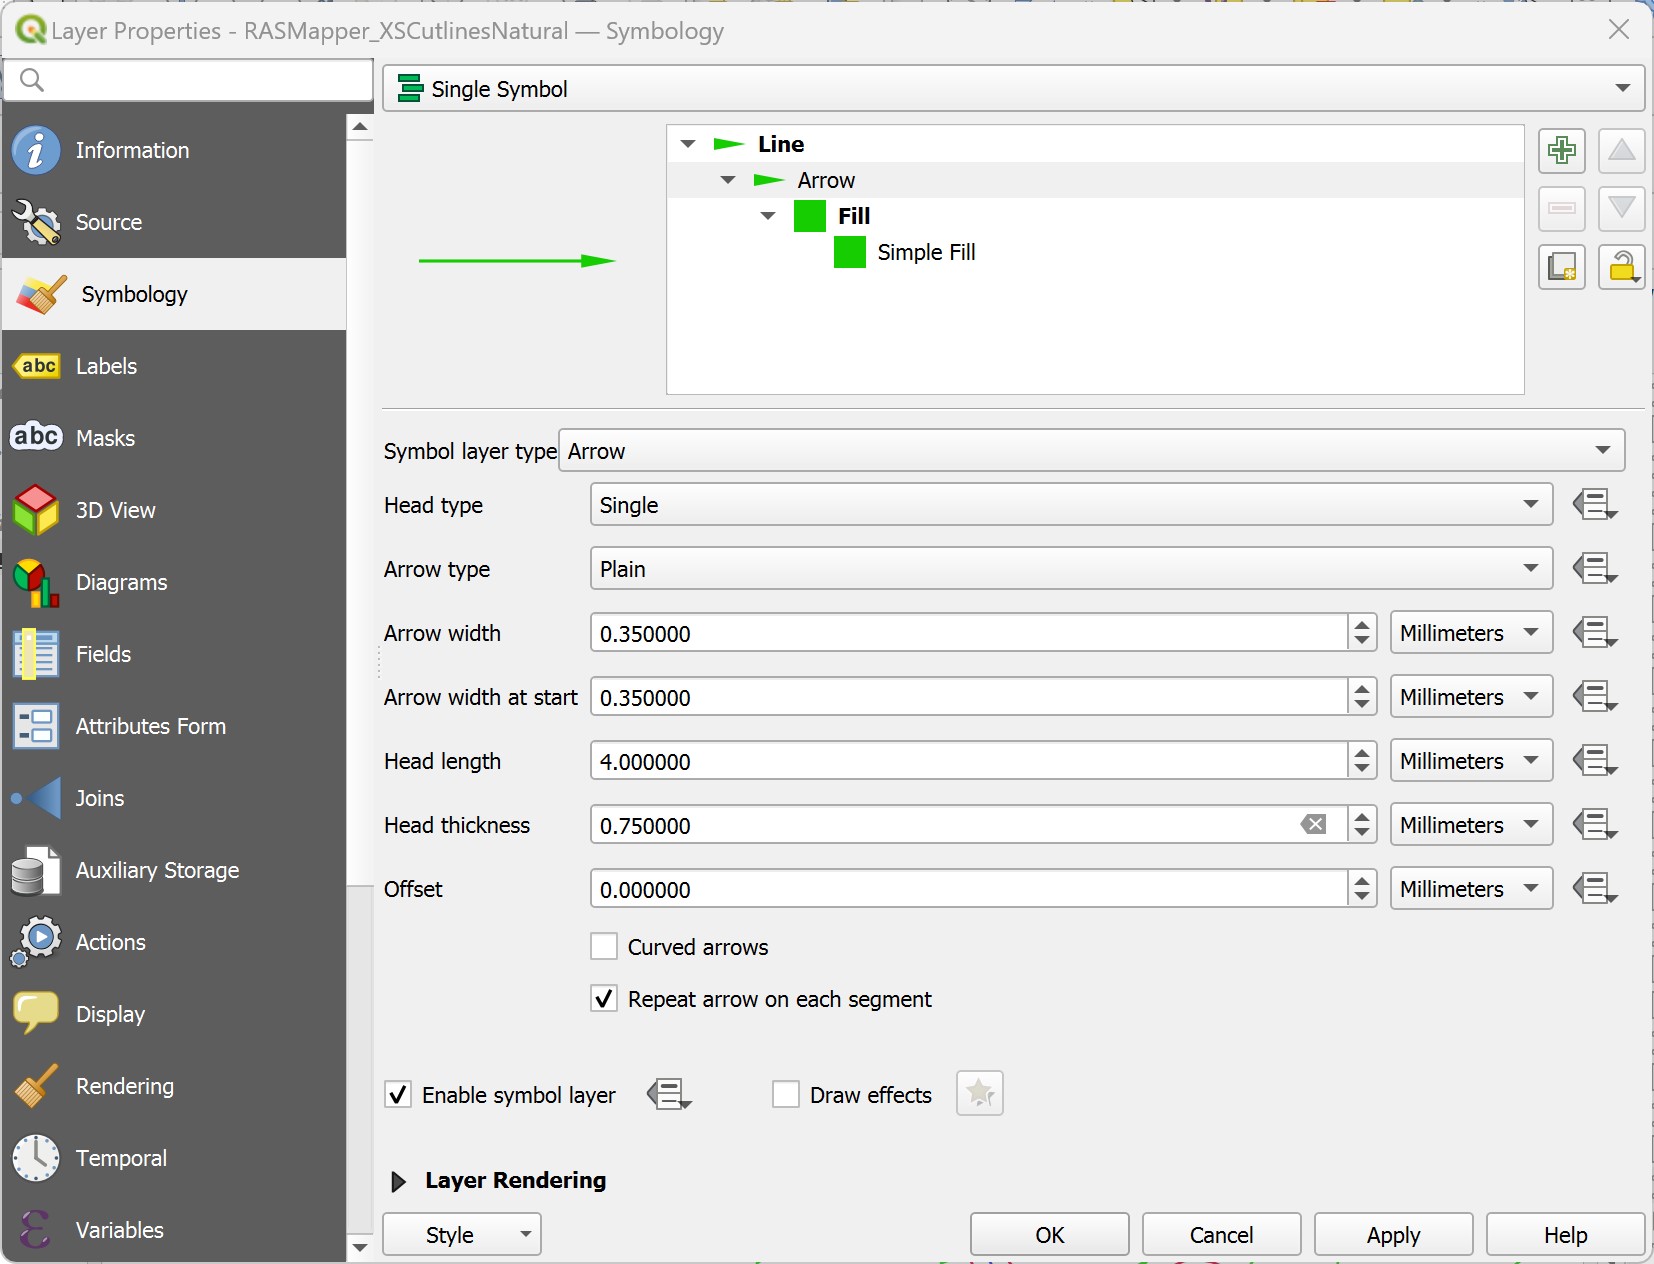 Layer Properties - RASMapper_XSCutlinesNatural — Symbology
Single Symbol
Information
Source
Symbology
abc Labels
abc Masks
3D View
Diagrams
Fields
Attributes Form
Joins
Auxiliary Storage
Actions
Display
Rendering
Temporal
Variables
Line
Arrow
Fill
Simple Fill
Symbol layer type Arrow
Head type Single
Arrow type Plain
Arrow width 0.350000 Millimeters
Arrow width at start 0.350000 Millimeters
Head length 4.000000 Millimeters
Head thickness 0.750000 Millimeters
Offset 0.000000 Millimeters
Curved arrows
Repeat arrow on each segment
Enable symbol layer Draw effects
Layer Rendering
Style OK Cancel Apply Help